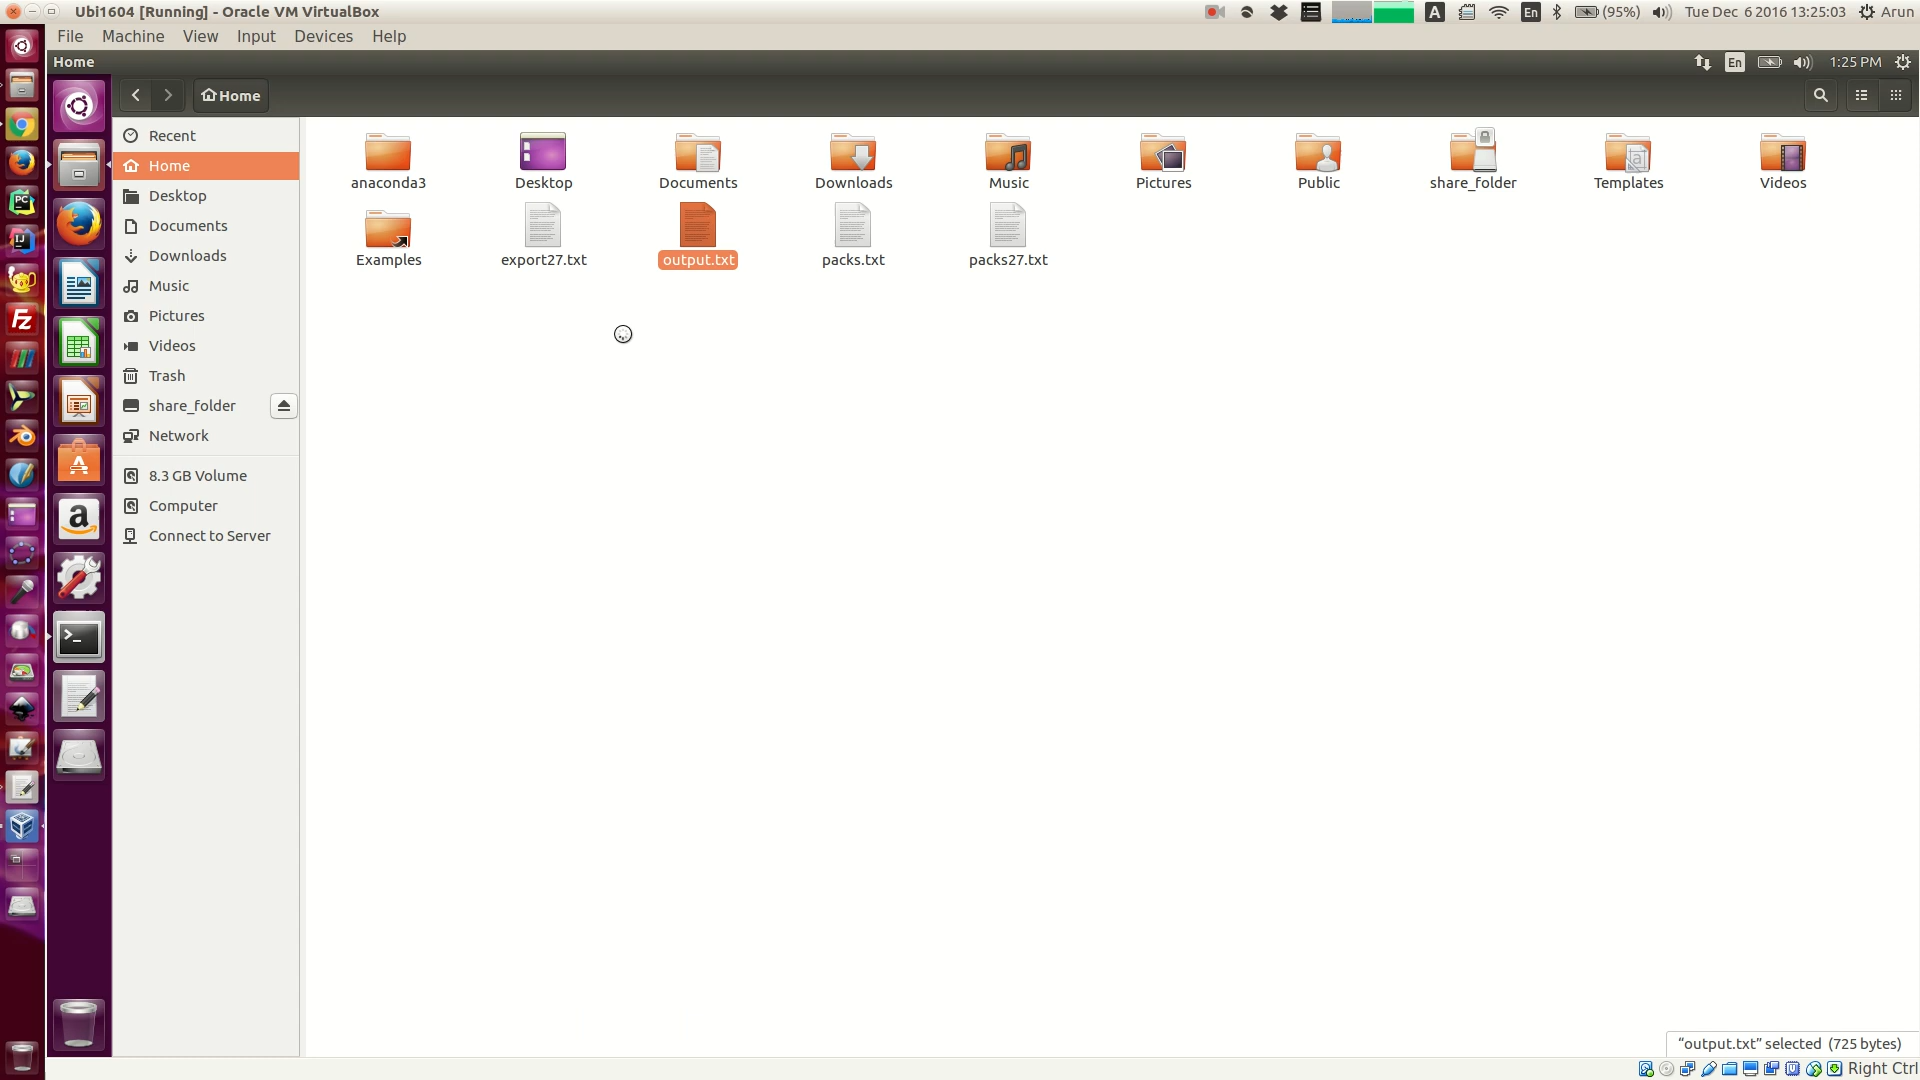 Ubi1604 [Running] - Oracle VM VirtualBox
En
(95%)
Tue Dec 6 2016 13:25:03
Arun
File Machine View Input Devices Help
Home
En
1:25 PM
Home
Recent
Home
Desktop
Documents
Downloads
Music
Pictures
Videos
Trash
share_folder
Network
8.3 GB Volume
Computer
Connect to Server
anaconda3
Desktop
Documents
Downloads
Music
Pictures
Public
share_folder
Templates
Videos
Examples
export27.txt
output.txt
packs.txt
packs27.txt
“output.txt” selected (725 bytes)
Right Ctrl